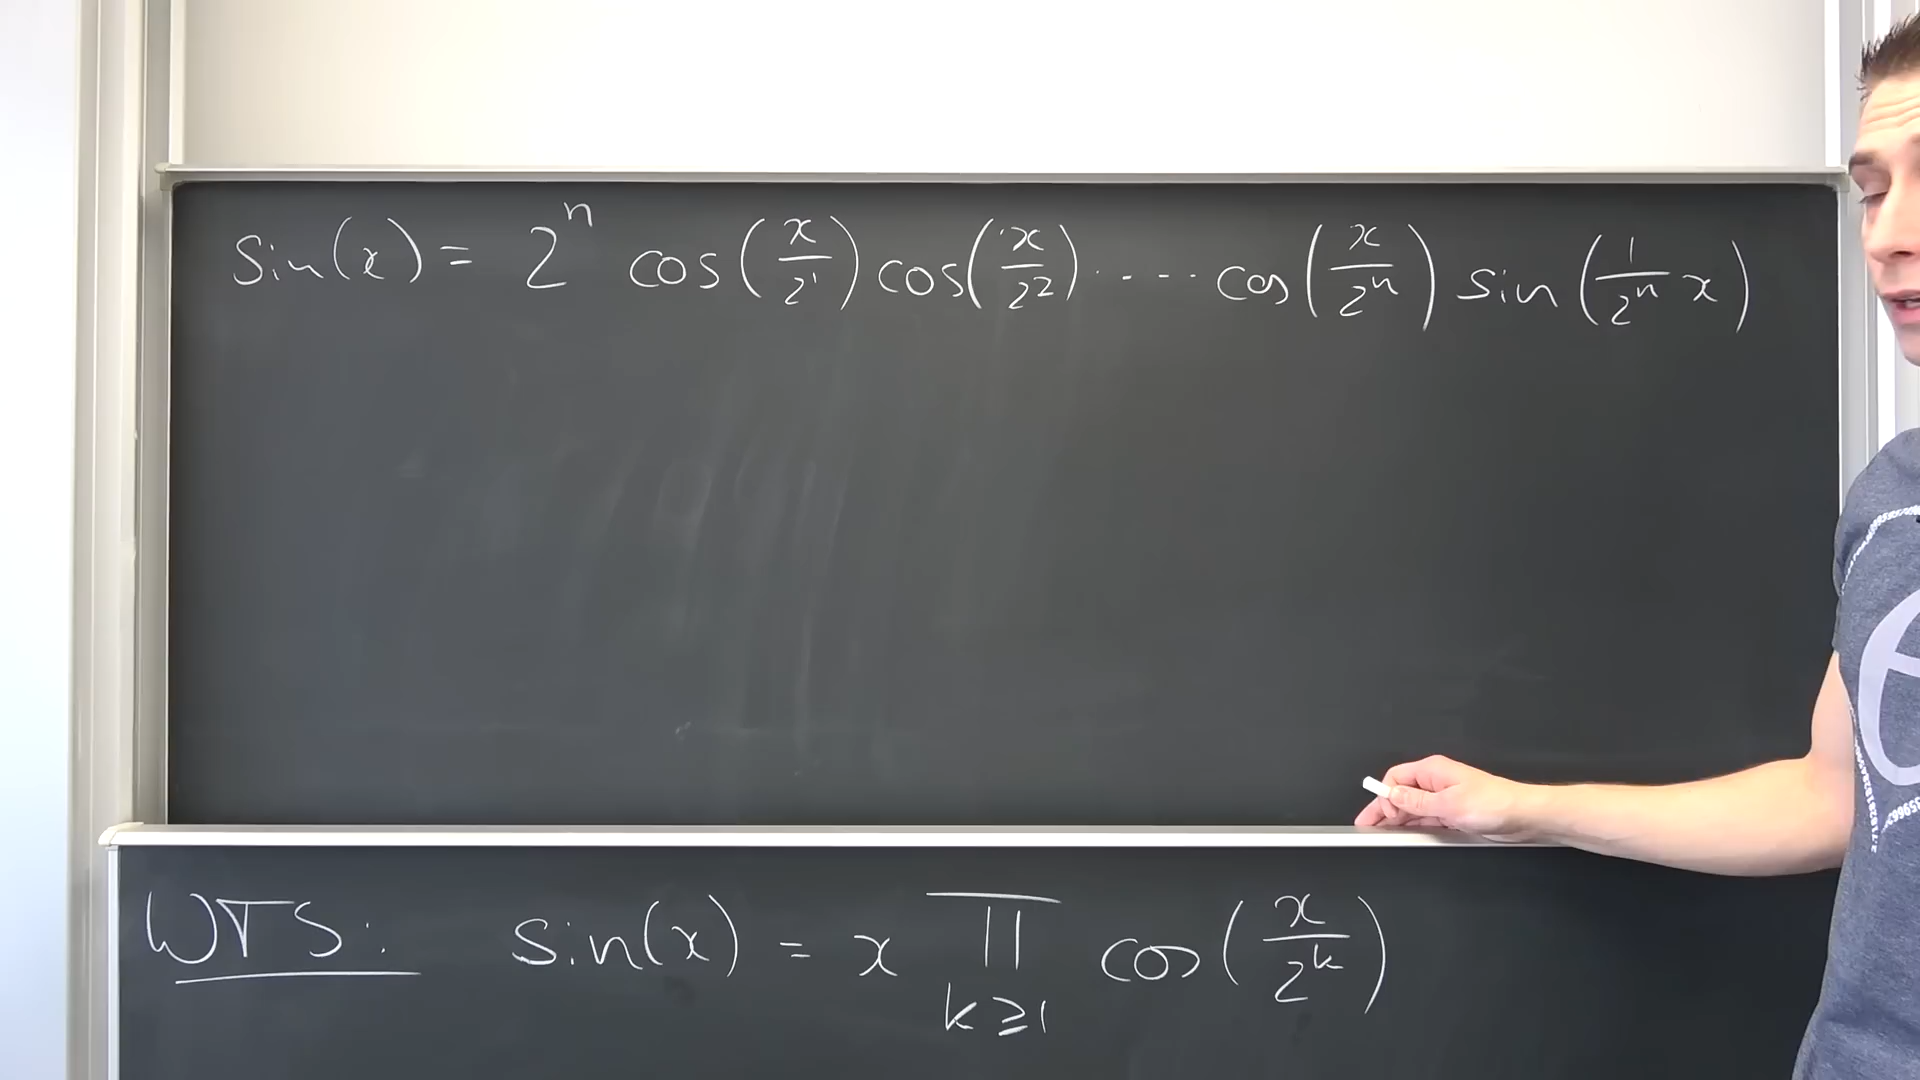 sin(x) = 2^n cos(x/2^1) cos(x/2^2) ···· cos(x/2^n) sin(1/2^n x)
WTS: sin(x) = x ∏_{k≥1} cos(x/2^k)